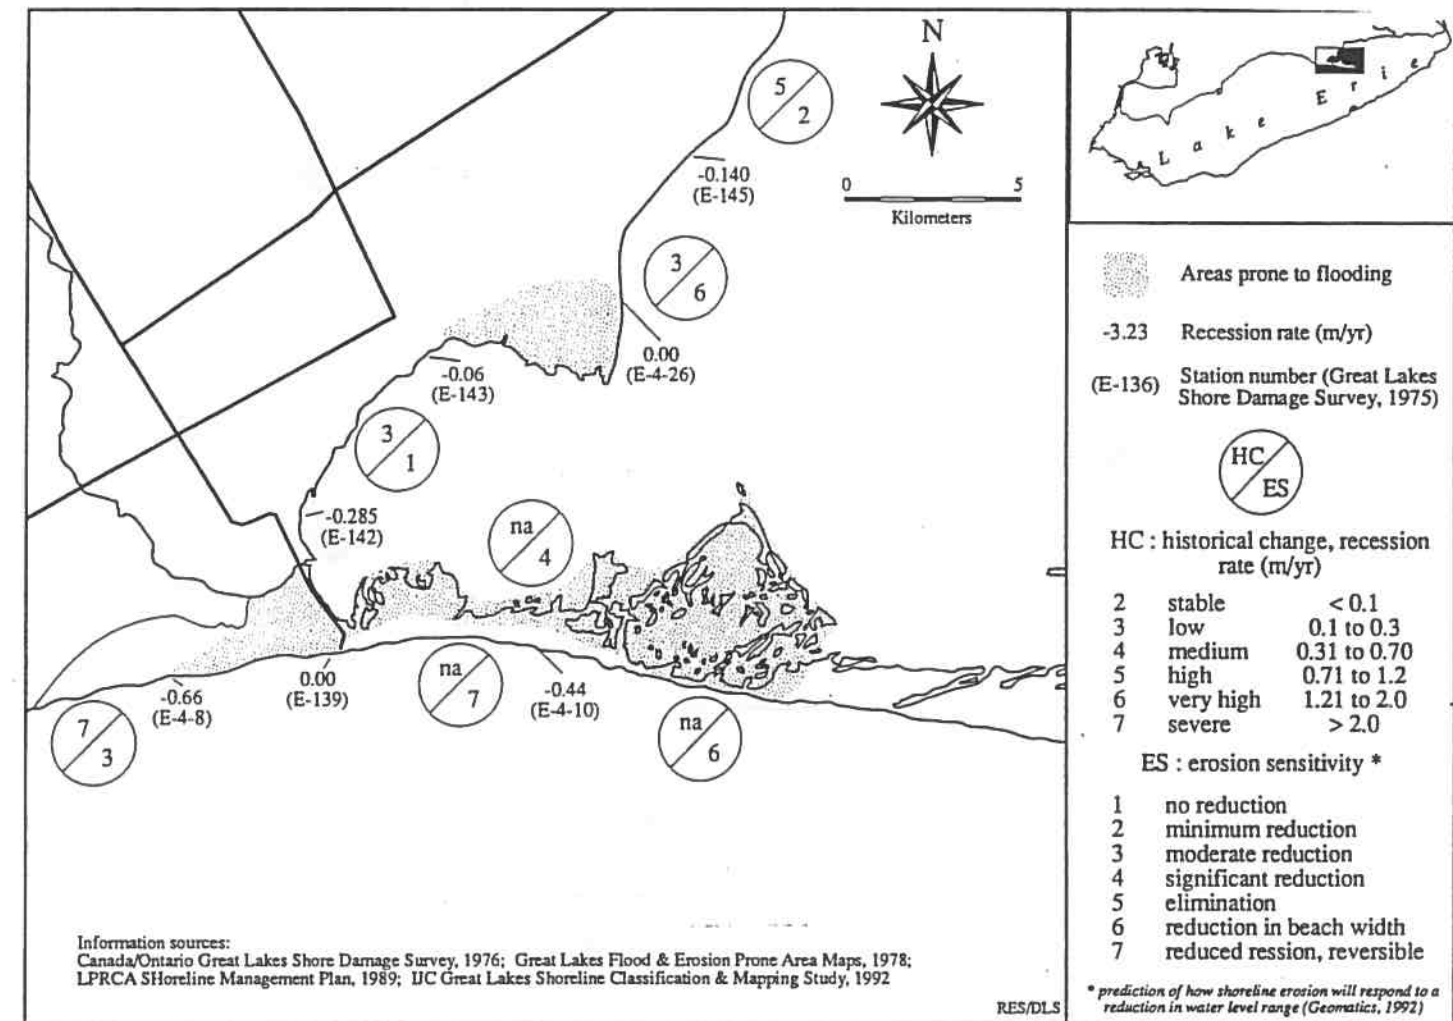 N
0 5
Kilometers
5
2
-0.140
(E-145)
3
6
0.00
(E-4-26)
-0.06
(E-143)
3
1
-0.285
(E-142)
na
4
0.00
(E-139)
-0.66
(E-4-8)
na
7
-0.44
(E-4-10)
7
3
na
6
Information sources:
Canada/Ontario Great Lakes Shore Damage Survey, 1976; Great Lakes Flood & Erosion Prone Area Maps, 1978;
LPRCA SHoreline Management Plan, 1989; IJC Great Lakes Shoreline Classification & Mapping Study, 1992
RES/DLS
Lake Erie
Areas prone to flooding
-3.23 Recession rate (m/yr)
(E-136) Station number (Great Lakes
Shore Damage Survey, 1975)
HC
ES
HC : historical change, recession
rate (m/yr)
2 stable < 0.1
3 low 0.1 to 0.3
4 medium 0.31 to 0.70
5 high 0.71 to 1.2
6 very high 1.21 to 2.0
7 severe > 2.0
ES : erosion sensitivity *
1 no reduction
2 minimum reduction
3 moderate reduction
4 significant reduction
5 elimination
6 reduction in beach width
7 reduced ression, reversible
* prediction of how shoreline erosion will respond to a
reduction in water level range (Geomatics, 1992)